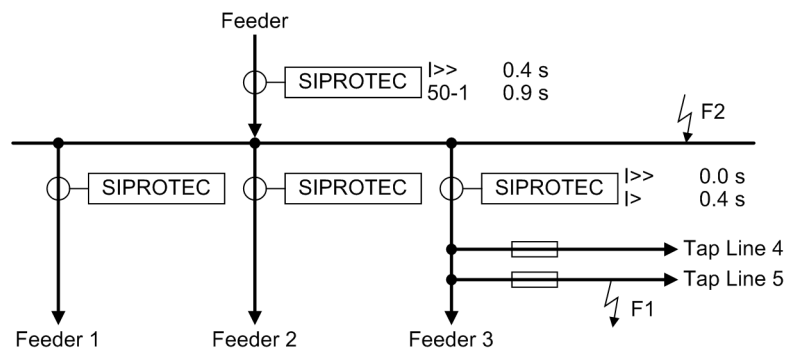 Feeder
SIPROTEC I>> 0.4 s
50-1 0.9 s
F2
SIPROTEC SIPROTEC SIPROTEC I>> 0.0 s
I> 0.4 s
Tap Line 4
Tap Line 5
F1
Feeder 1 Feeder 2 Feeder 3